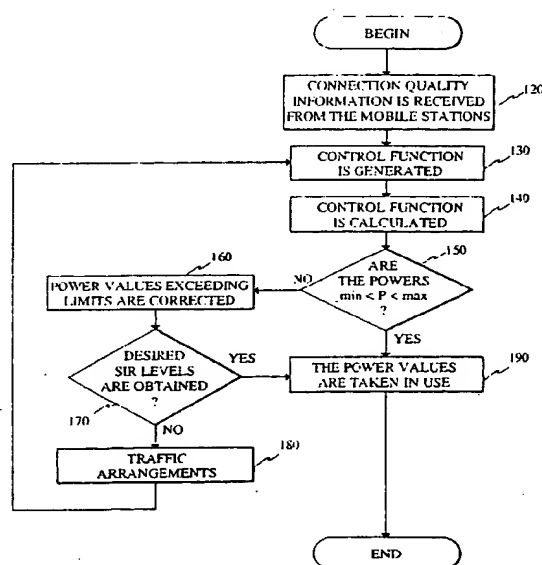 BEGIN
CONNECTION QUALITY
INFORMATION IS RECEIVED
FROM THE MOBILE STATIONS
120
CONTROL FUNCTION
IS GENERATED
130
CONTROL FUNCTION
IS CALCULATED
140
ARE
THE POWERS
min < P < max
?
150
NO
YES
160
POWER VALUES EXCEEDING
LIMITS ARE CORRECTED
DESIRED
SIR LEVELS
ARE OBTAINED
?
170
YES
NO
THE POWER VALUES
ARE TAKEN IN USE
190
TRAFFIC
ARRANGEMENTS
180
END